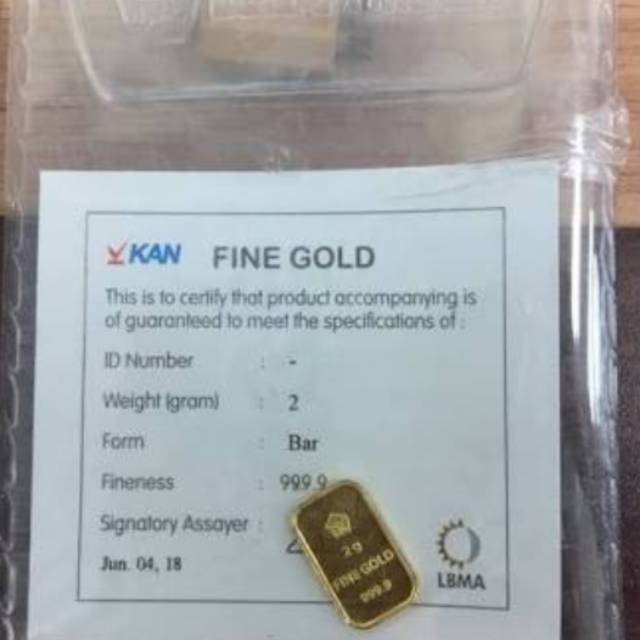 KAN FINE GOLD
This is to certify that product accompanying is
of guaranteed to meet the specifications of :
ID Number : -
Weight (gram) : 2
Form : Bar
Fineness : 999.9
Signatory Assayer :
Jun. 04, 18
2 g
FINE GOLD
999.9
LBMA